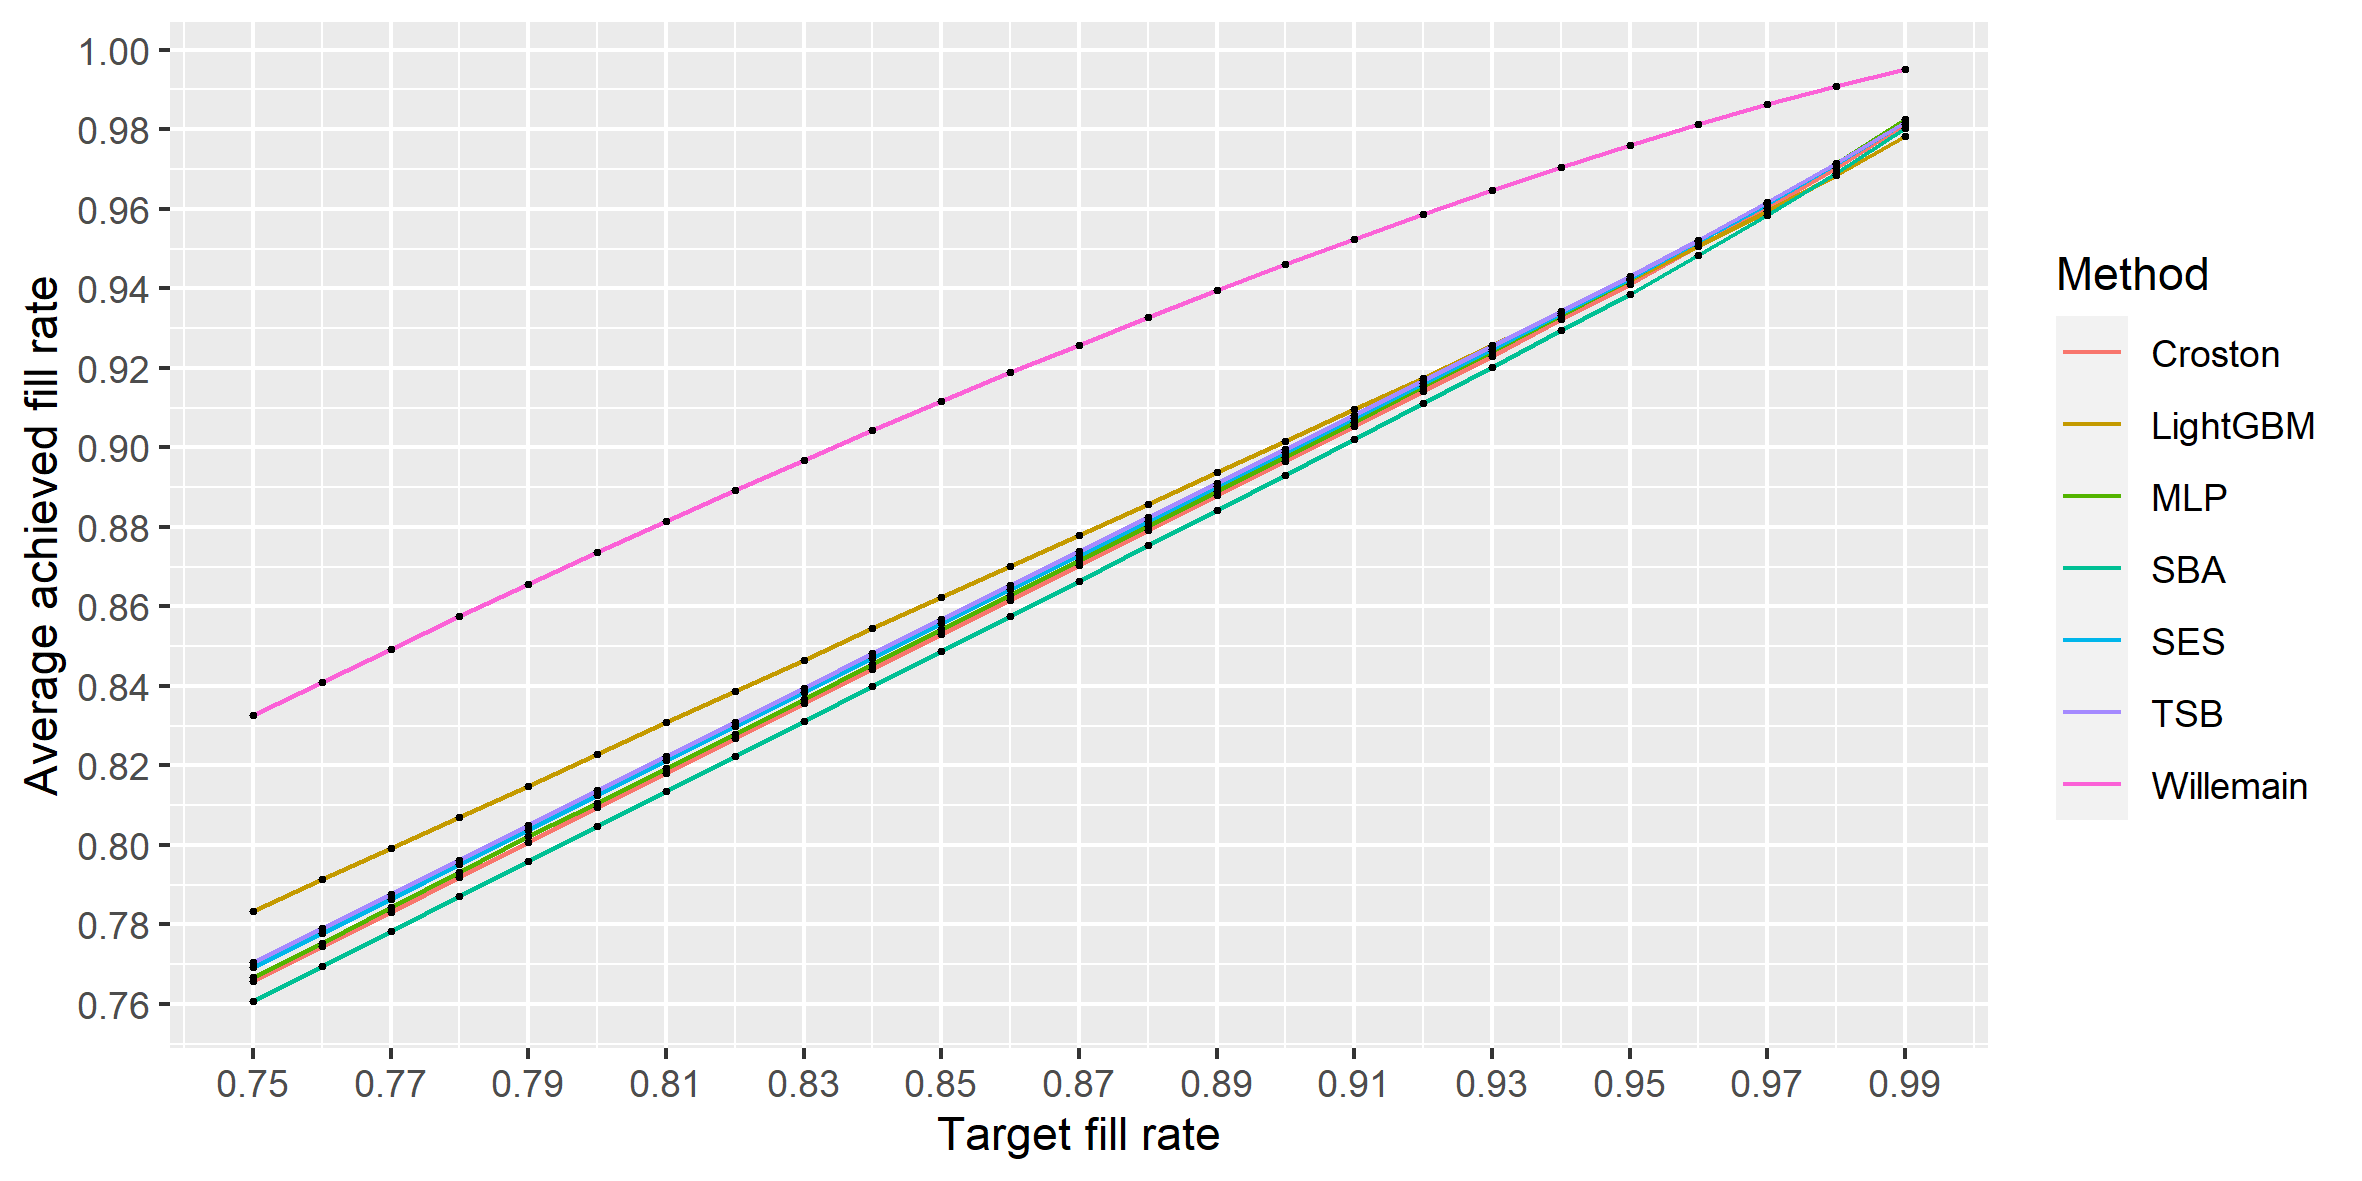 Average achieved fill rate
1.00
0.98
0.96
0.94
0.92
0.90
0.88
0.86
0.84
0.82
0.80
0.78
0.76
0.75 0.77 0.79 0.81 0.83 0.85 0.87 0.89 0.91 0.93 0.95 0.97 0.99
Target fill rate
Method
Croston
LightGBM
MLP
SBA
SES
TSB
Willemain